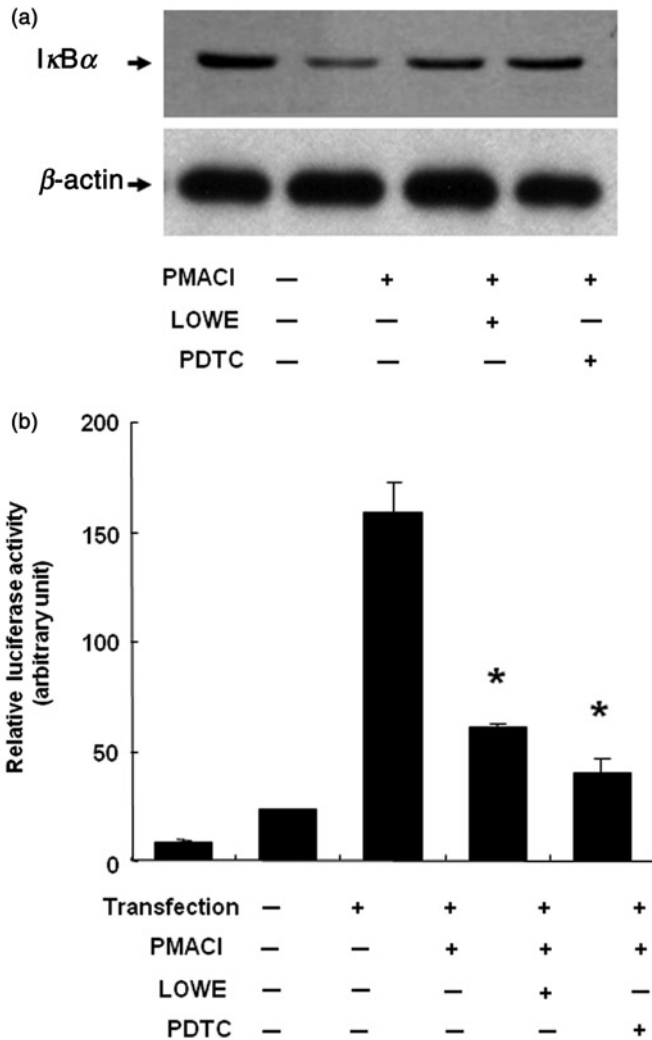 (a)
IκBα
β-actin
PMACI — + + +
LOWE — — + —
PDTC — — — +
(b)
200
150
100
50
0
Relative luciferase activity
(arbitrary unit)
* *
Transfection — + + + +
PMACI — — + + +
LOWE — — — + —
PDTC — — — — +